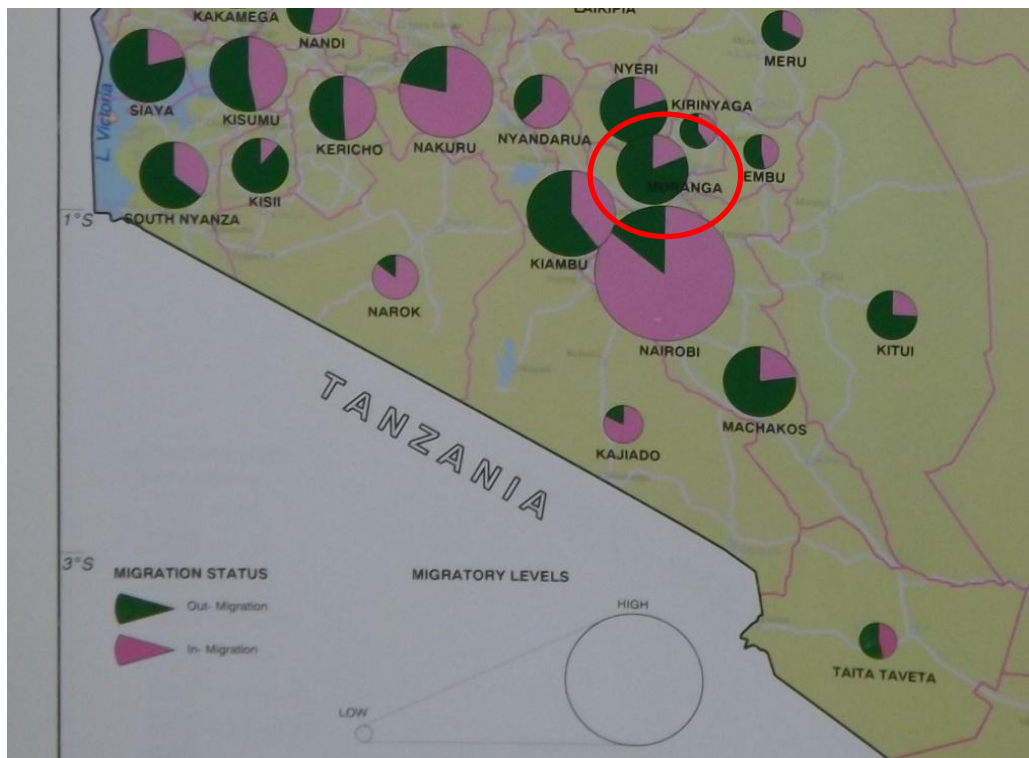 KAKAMEGA
LAIKIPIA
NANDI
MERU
NYERI
SIAYA
KISUMU
KIRINYAGA
L. Victoria
KERICHO
NAKURU
NYANDARUA
EMBU
MURANGA
KISII
1°S
SOUTH NYANZA
KIAMBU
NAROK
NAIROBI
KITUI
TANZANIA
MACHAKOS
KAJIADO
3°S
MIGRATION STATUS
MIGRATORY LEVELS
Out- Migration
HIGH
In- Migration
TAITA TAVETA
LOW